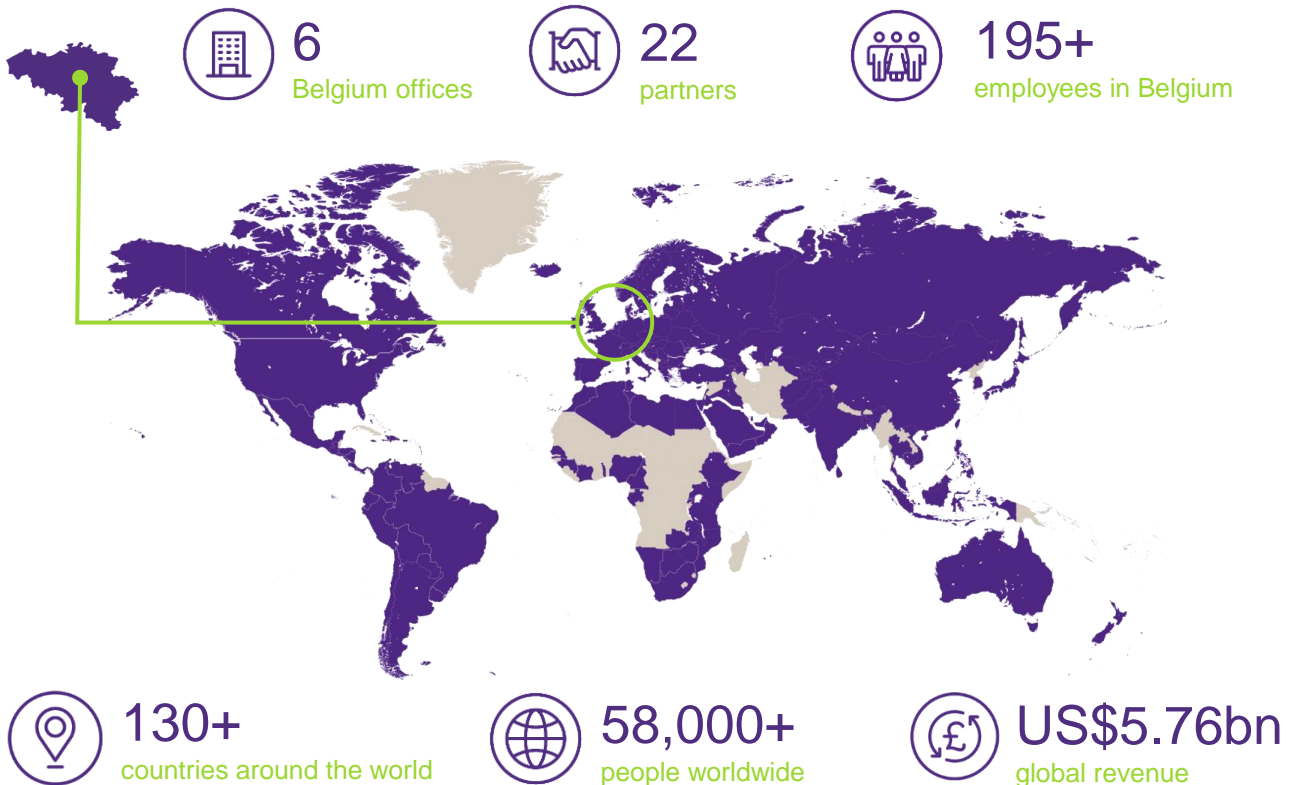 6
Belgium offices
22
partners
195+
employees in Belgium
130+
countries around the world
58,000+
people worldwide
£
US$5.76bn
global revenue